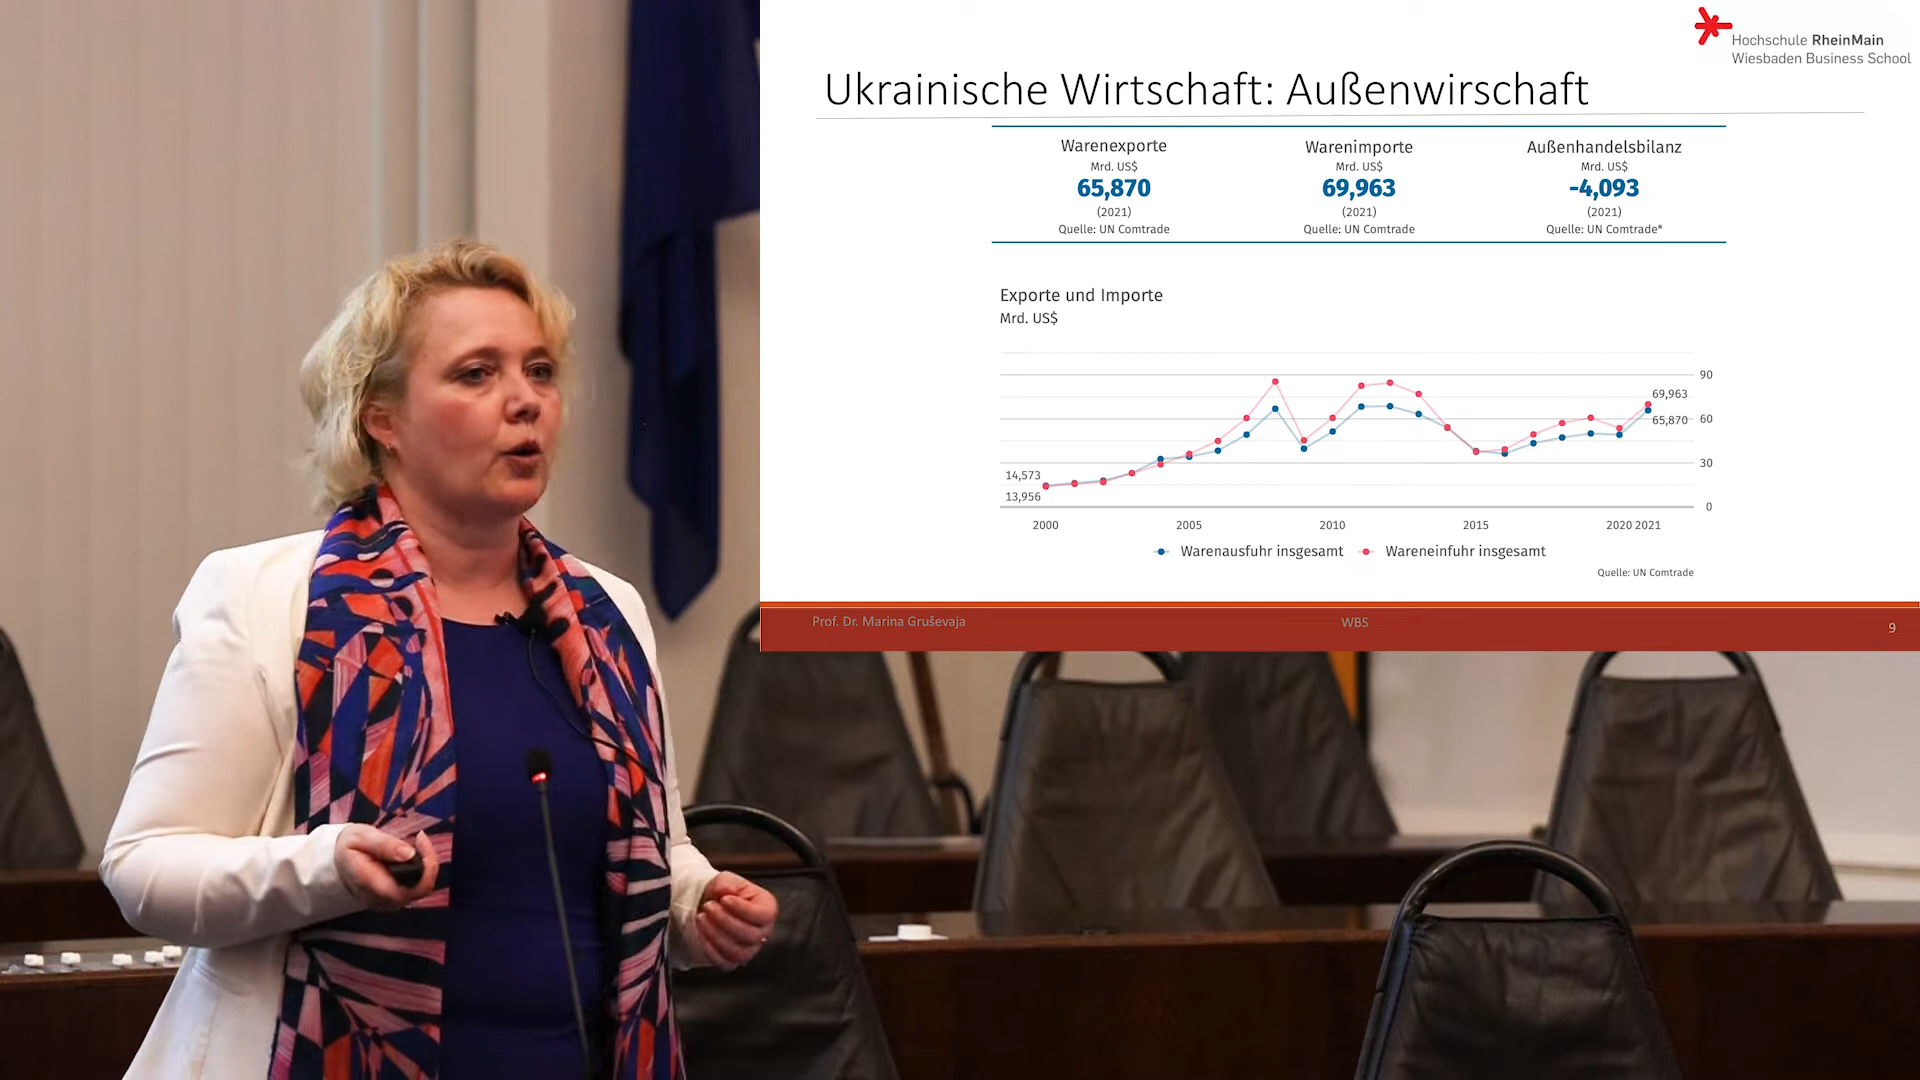 Hochschule RheinMain
Wiesbaden Business School
Ukrainische Wirtschaft: Außenwirschaft
Warenexporte
Mrd. US$
65,870
(2021)
Quelle: UN Comtrade
Warenimporte
Mrd. US$
69,963
(2021)
Quelle: UN Comtrade
Außenhandelsbilanz
Mrd. US$
-4,093
(2021)
Quelle: UN Comtrade*
Exporte und Importe
Mrd. US$
90
69,963
65,870
60
30
14,573
13,956
0
2000 2005 2010 2015 2020 2021
Warenausfuhr insgesamt Wareneinfuhr insgesamt
Quelle: UN Comtrade
Prof. Dr. Marina Gruševaja WBS 9